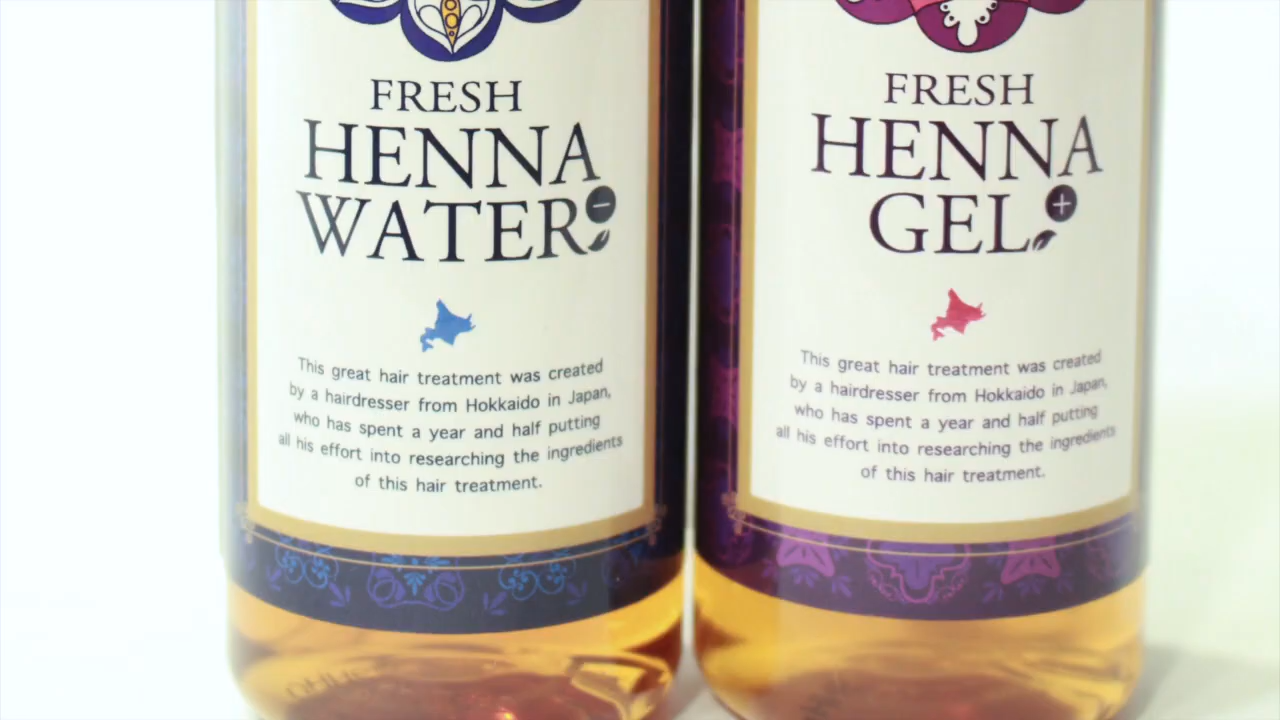 FRESH
HENNA
WATER
This great hair treatment was created
by a hairdresser from Hokkaido in Japan,
who has spent a year and half putting
all his effort into researching the ingredients
of this hair treatment.
FRESH
HENNA
GEL
This great hair treatment was created
by a hairdresser from Hokkaido in Japan,
who has spent a year and half putting
all his effort into researching the ingredients
of this hair treatment.